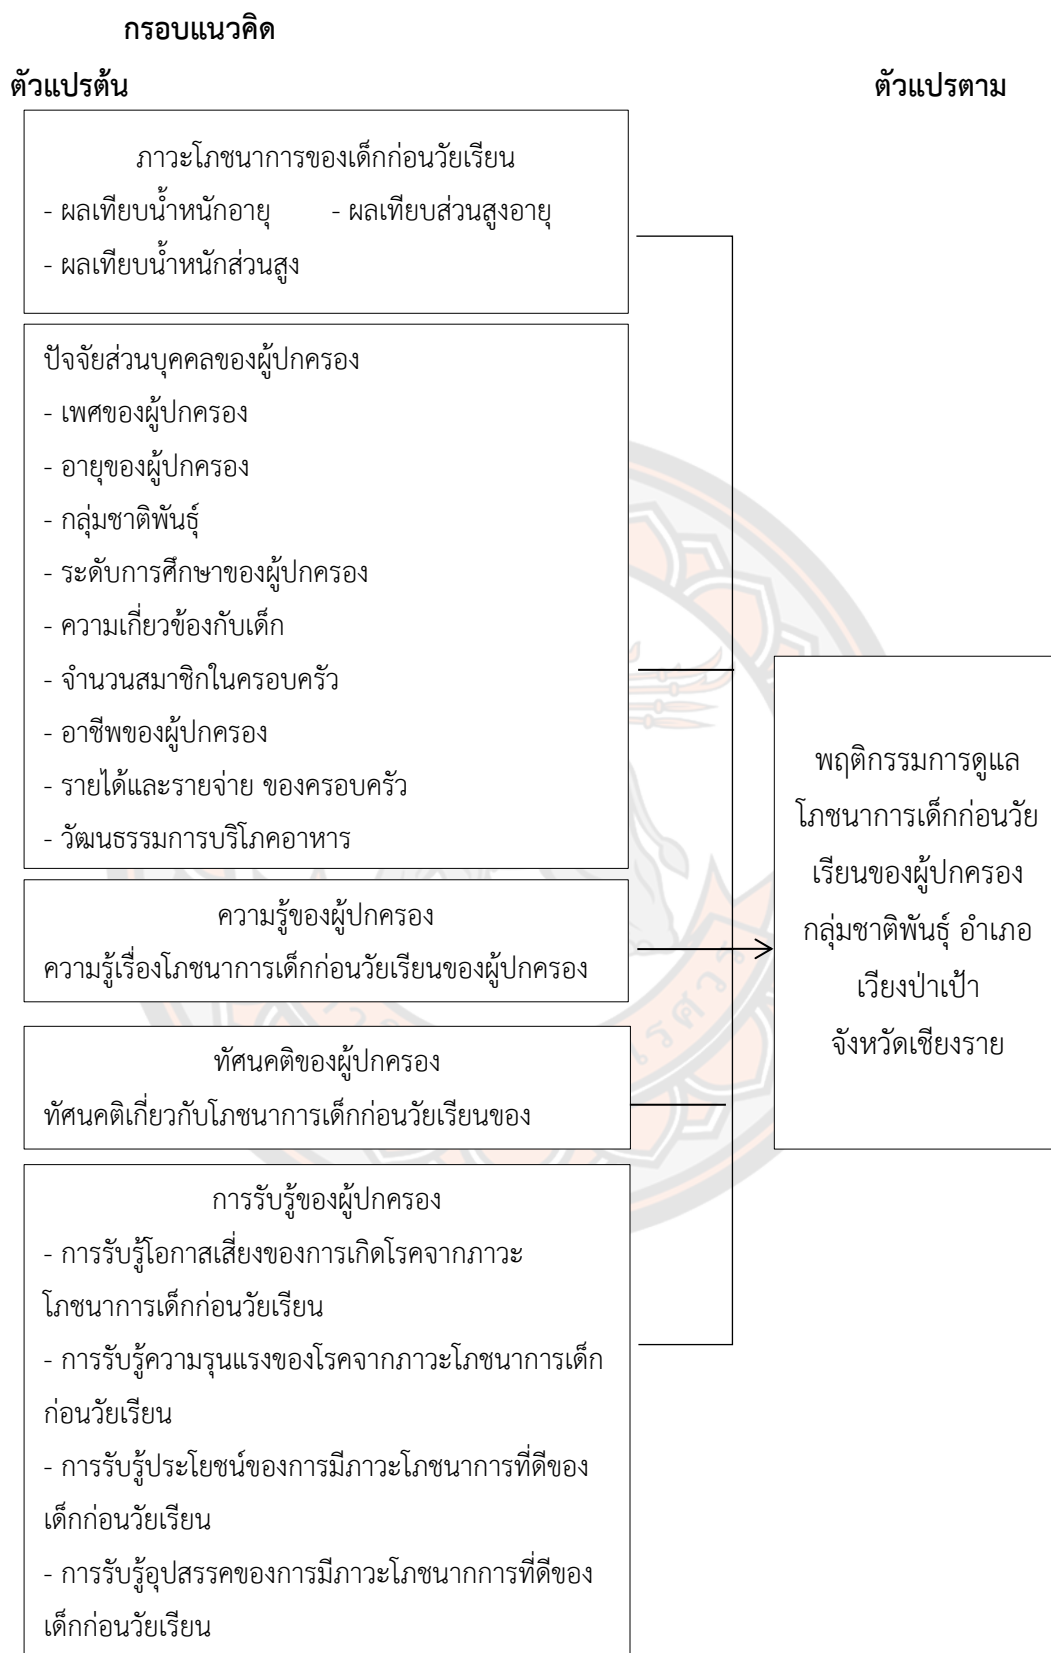 กรอบแนวคิด
ตัวแปรต้น
ตัวแปรตาม
ภาวะโภชนาการของเด็กก่อนวัยเรียน
- ผลเทียบน้ำหนักอายุ - ผลเทียบส่วนสูงอายุ
- ผลเทียบน้ำหนักส่วนสูง
ปัจจัยส่วนบุคคลของผู้ปกครอง
- เพศของผู้ปกครอง
- อายุของผู้ปกครอง
- กลุ่มชาติพันธุ์
- ระดับการศึกษาของผู้ปกครอง
- ความเกี่ยวข้องกับเด็ก
- จำนวนสมาชิกในครอบครัว
- อาชีพของผู้ปกครอง
- รายได้และรายจ่าย ของครอบครัว
- วัฒนธรรมการบริโภคอาหาร
ความรู้ของผู้ปกครอง
ความรู้เรื่องโภชนาการเด็กก่อนวัยเรียนของผู้ปกครอง
ทัศนคติของผู้ปกครอง
ทัศนคติเกี่ยวกับโภชนาการเด็กก่อนวัยเรียนของ
การรับรู้ของผู้ปกครอง
- การรับรู้โอกาสเสี่ยงของการเกิดโรคจากภาวะ
โภชนาการเด็กก่อนวัยเรียน
- การรับรู้ความรุนแรงของโรคจากภาวะโภชนาการเด็ก
ก่อนวัยเรียน
- การรับรู้ประโยชน์ของการมีภาวะโภชนาการที่ดีของ
เด็กก่อนวัยเรียน
- การรับรู้อุปสรรคของการมีภาวะโภชนากการที่ดีของ
เด็กก่อนวัยเรียน
พฤติกรรมการดูแล
โภชนาการเด็กก่อนวัย
เรียนของผู้ปกครอง
กลุ่มชาติพันธุ์ อำเภอ
เวียงป่าเป้า
จังหวัดเชียงราย